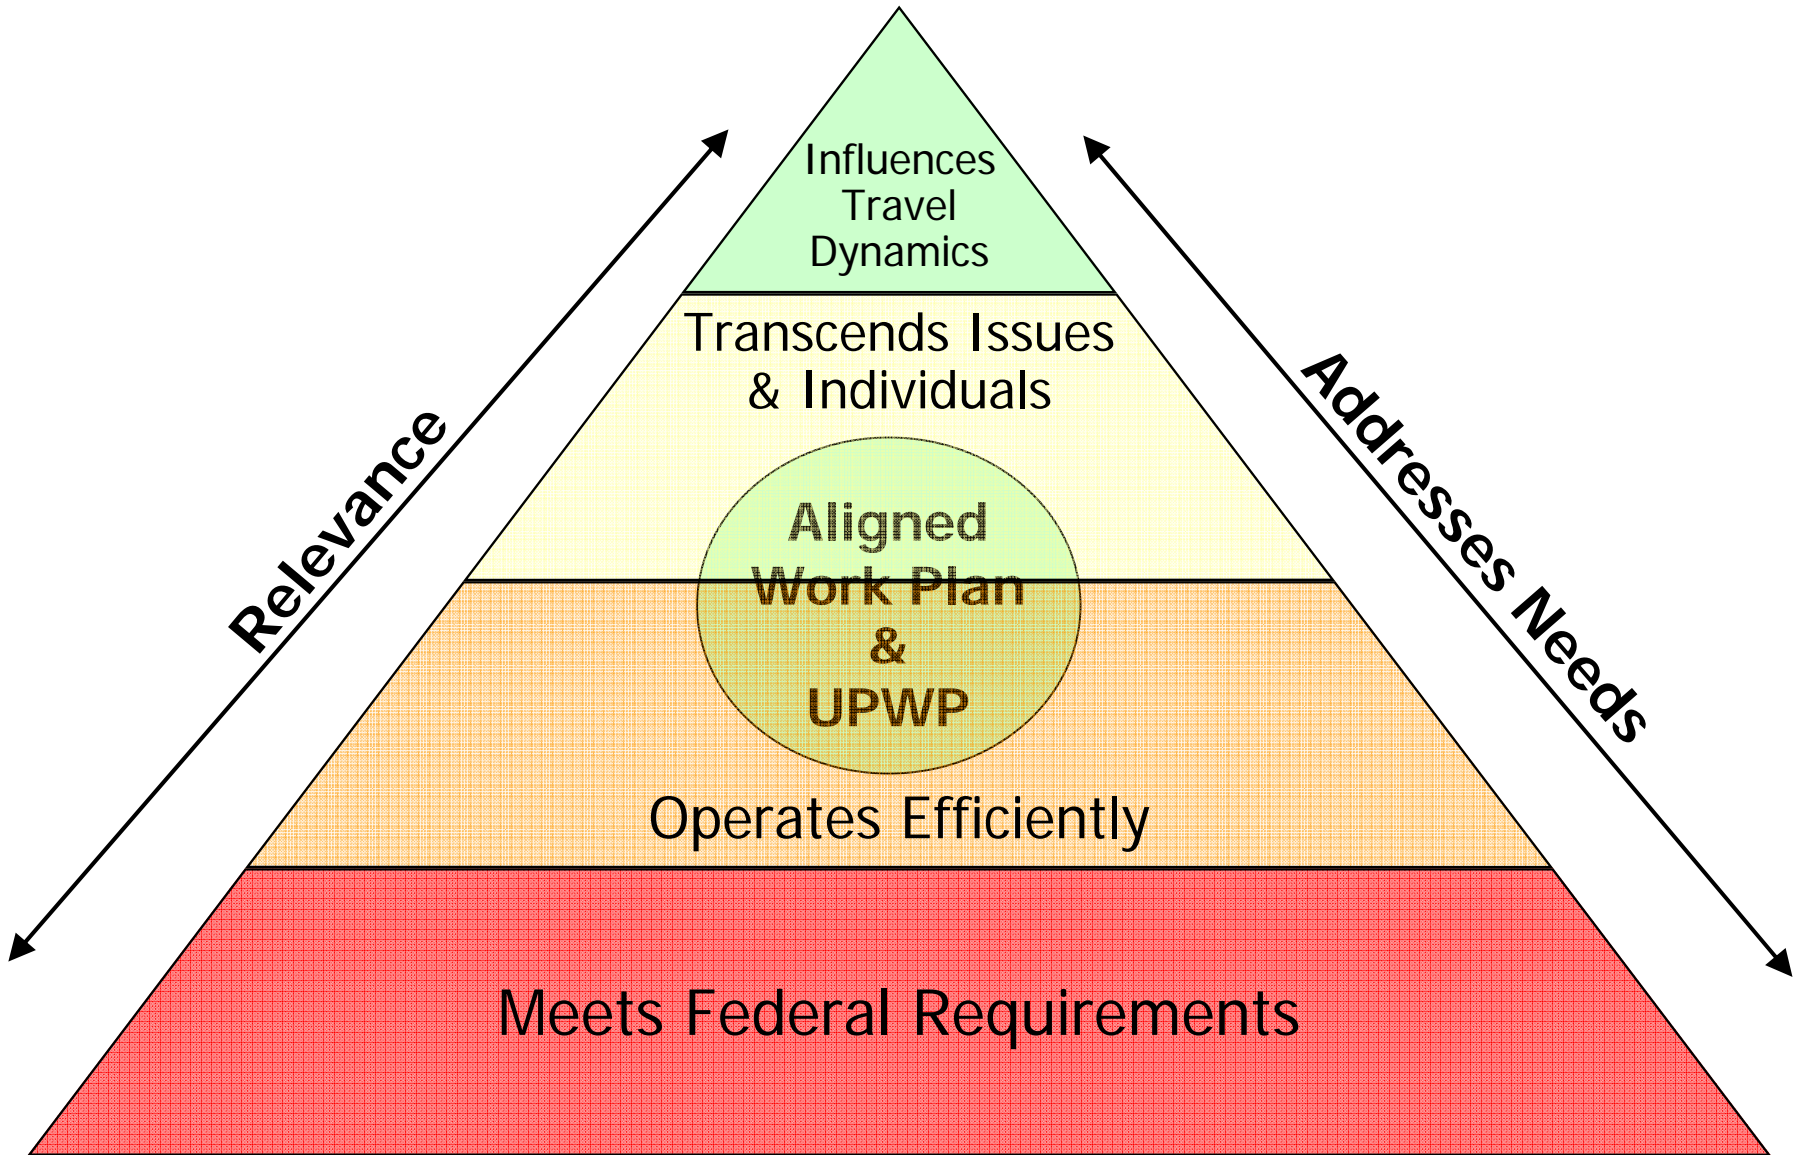 Influences
Travel
Dynamics
Relevance
Addresses Needs
Transcends Issues
& Individuals
Aligned
Work Plan
&
UPWP
Operates Efficiently
Meets Federal Requirements